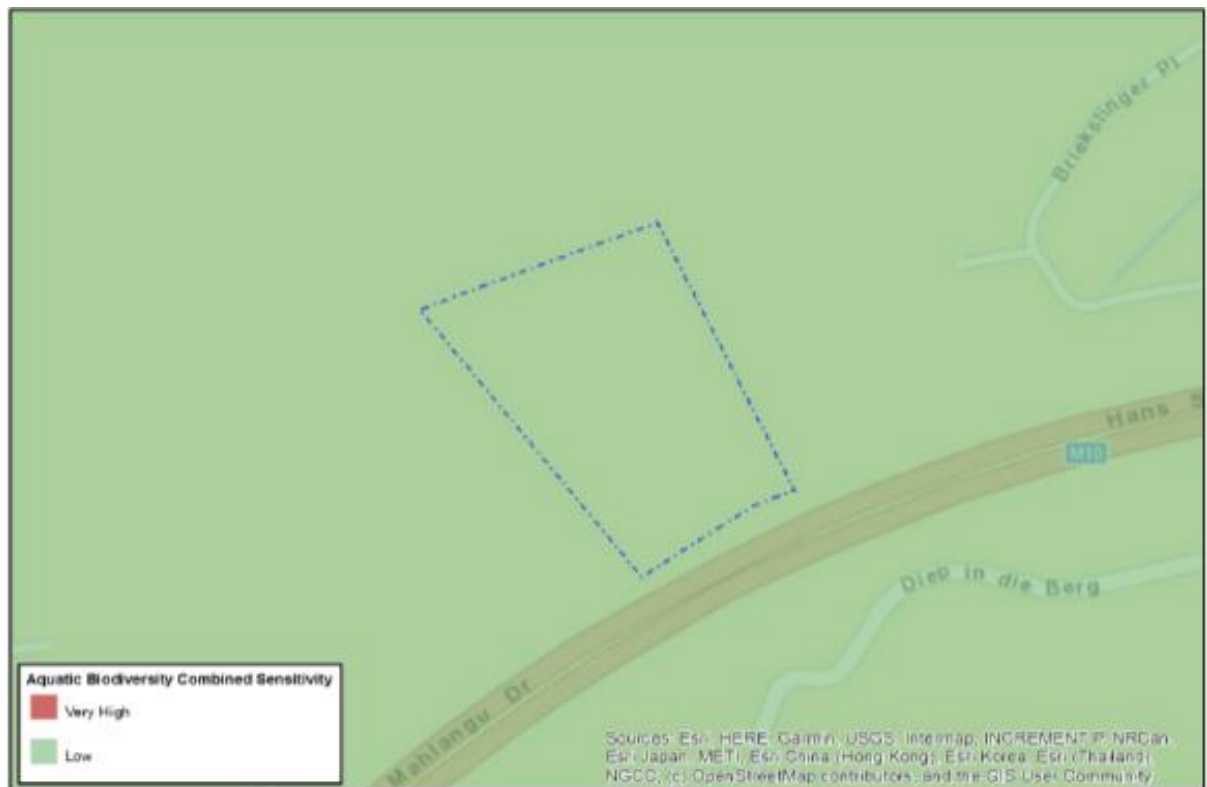 Briekslinger Pl
Hans S
M10
Diep in die Berg
Mahlangu Dr
Aquatic Biodiversity Combined Sensitivity
Very High
Low
Sources: Esri, HERE, Garmin, USGS, Intermap, INCREMENT P, NRCan,
Esri Japan, METI, Esri China (Hong Kong), Esri Korea, Esri (Thailand),
NGCC, (c) OpenStreetMap contributors, and the GIS User Community